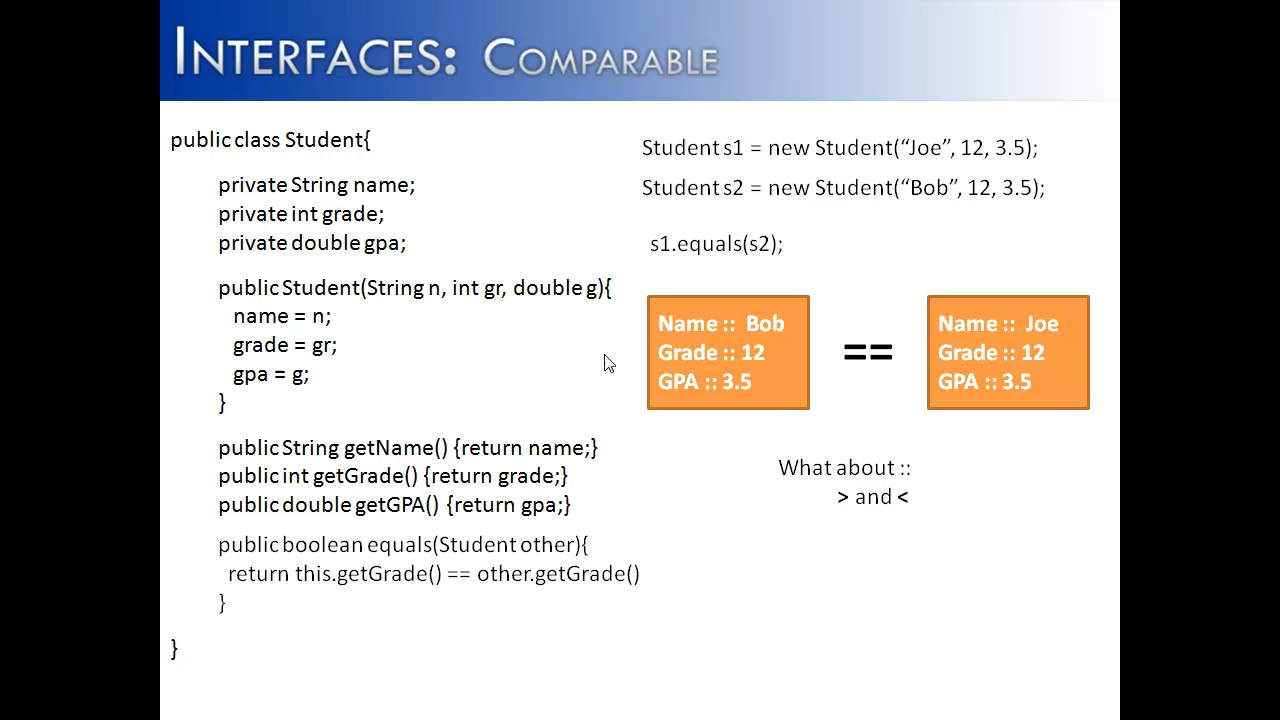 INTERFACES: COMPARABLE
public class Student{
private String name;
private int grade;
private double gpa;
public Student(String n, int gr, double g){
name = n;
grade = gr;
gpa = g;
}
public String getName() {return name;}
public int getGrade() {return grade;}
public double getGPA() {return gpa;}
public boolean equals(Student other){
return this.getGrade() == other.getGrade()
}
}
Student s1 = new Student(“Joe”, 12, 3.5);
Student s2 = new Student(“Bob”, 12, 3.5);
s1.equals(s2);
Name :: Bob
Grade :: 12
GPA :: 3.5
==
Name :: Joe
Grade :: 12
GPA :: 3.5
What about ::
> and <